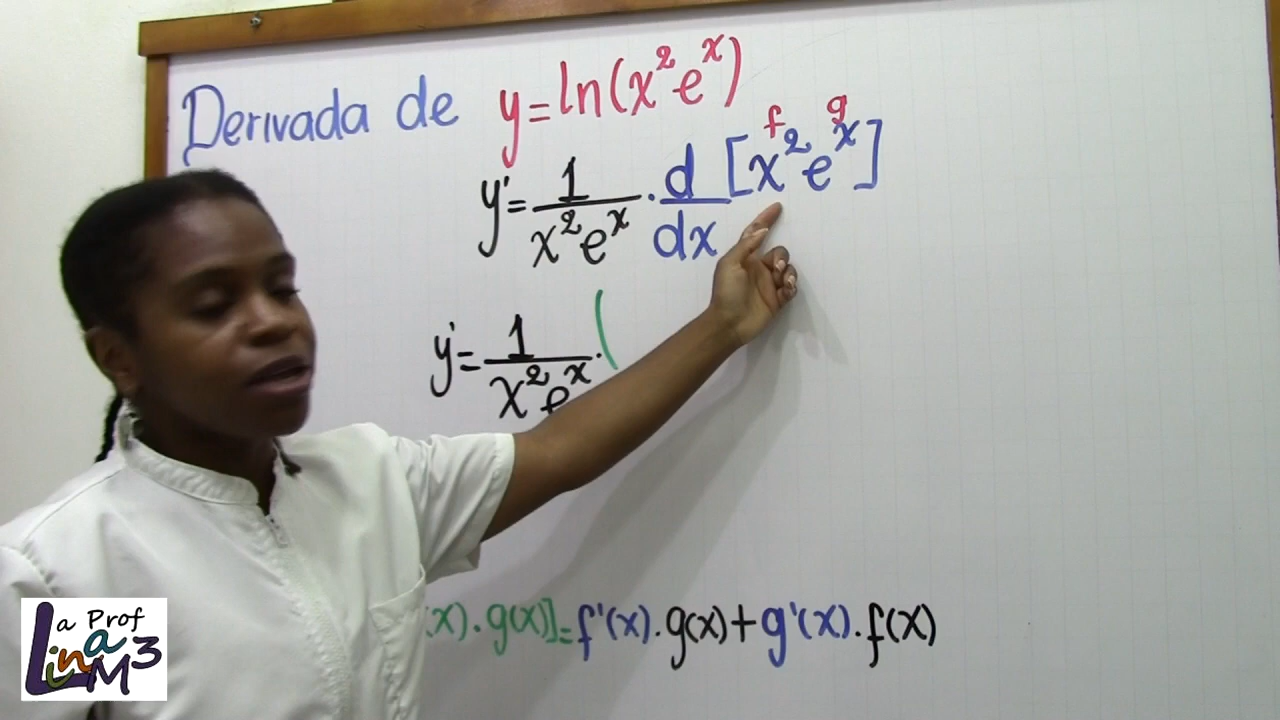 Derivada de y=ln(x²eˣ)
f g
y'= 1/x²eˣ · d/dx [x²eˣ]
y'= 1/x²eˣ · (
(x)·g(x)]=f'(x)·g(x)+g'(x)·f(x)
La Prof
Lina M3